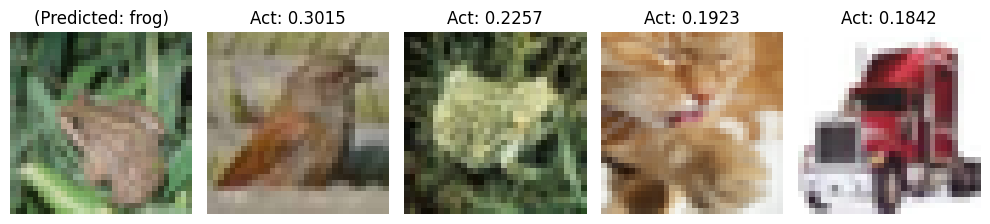 (Predicted: frog)
Act: 0.3015
Act: 0.2257
Act: 0.1923
Act: 0.1842